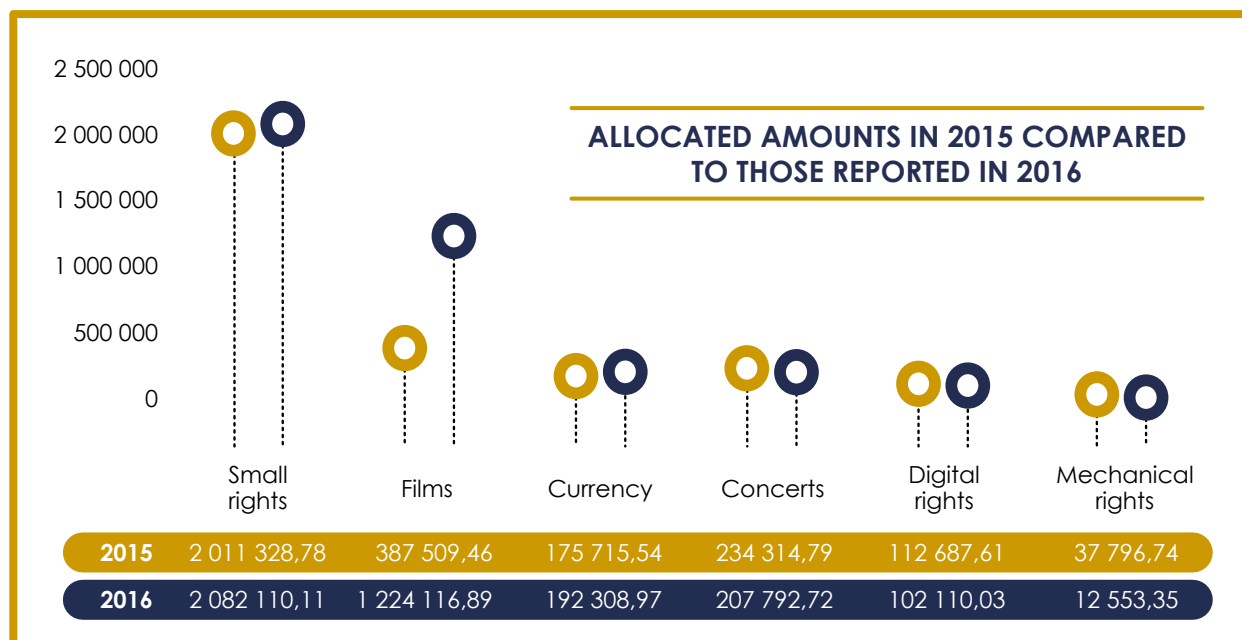 2 500 000
2 000 000
1 500 000
1 000 000
500 000
0
ALLOCATED AMOUNTS IN 2015 COMPARED
TO THOSE REPORTED IN 2016
Small
rights
Films
Currency
Concerts
Digital
rights
Mechanical
rights
2015 2 011 328,78 387 509,46 175 715,54 234 314,79 112 687,61 37 796,74
2016 2 082 110,11 1 224 116,89 192 308,97 207 792,72 102 110,03 12 553,35